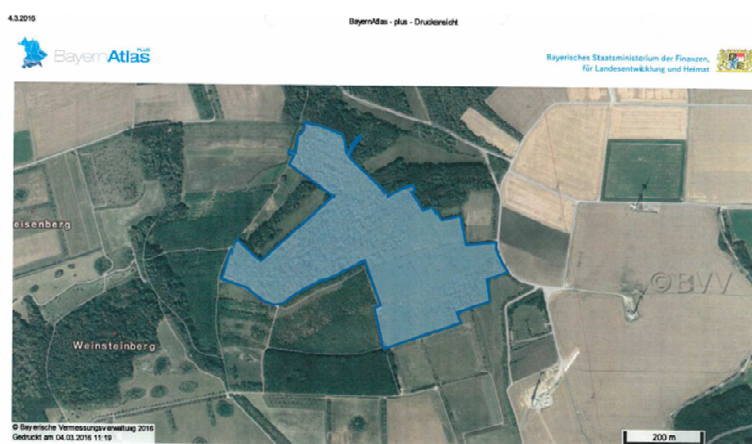 4.3.2016
BayernAtlas - plus - Druckansicht
BayernAtlas PLUS
Bayerisches Staatsministerium der Finanzen,
für Landesentwicklung und Heimat
eisenberg
©BVV
Weinsteinberg
© Bayerische Vermessungsverwaltung 2016
Gedruckt am 04.03.2016 11:19
200 m